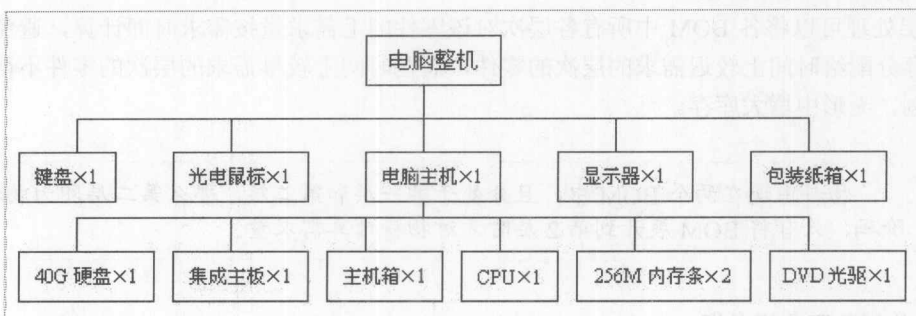 电脑整机
键盘×1
光电鼠标×1
电脑主机×1
显示器×1
包装纸箱×1
40G 硬盘×1
集成主板×1
主机箱×1
CPU×1
256M 内存条×2
DVD 光驱×1